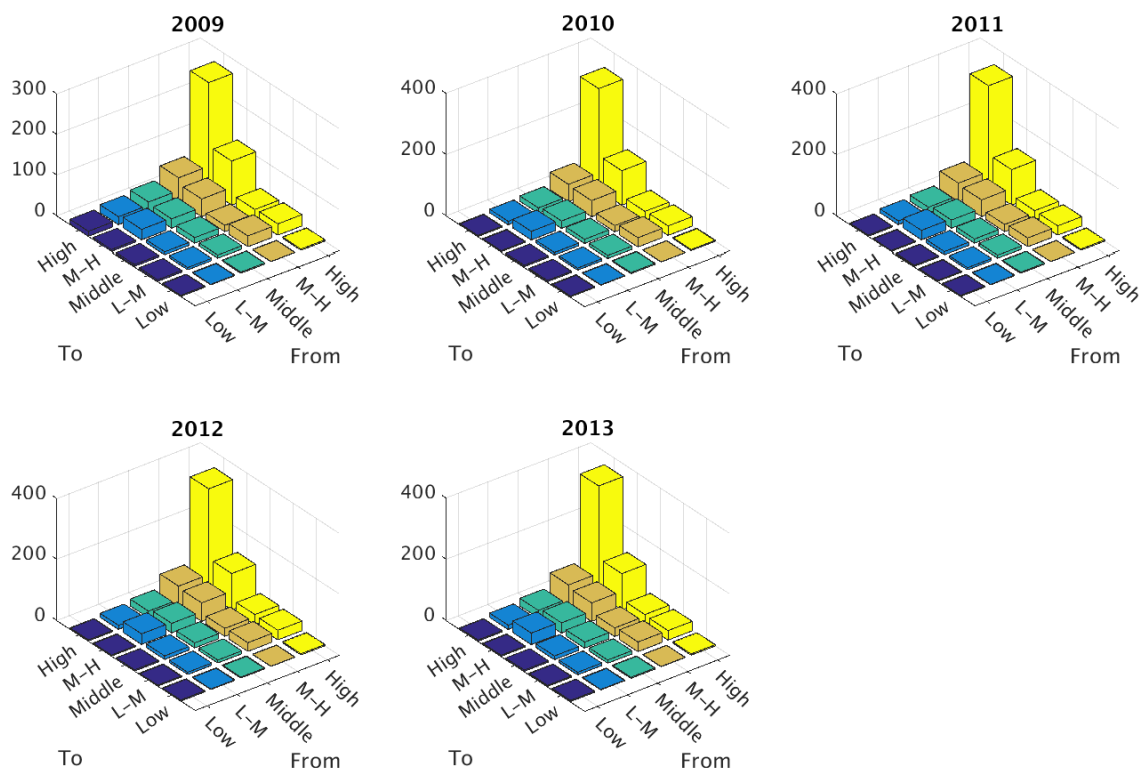 2009
300
200
100
0
High
M–H
Middle
L–M
Low
To
Low
L–M
Middle
M–H
High
From
2010
400
200
0
High
M–H
Middle
L–M
Low
To
Low
L–M
Middle
M–H
High
From
2011
400
200
0
High
M–H
Middle
L–M
Low
To
Low
L–M
Middle
M–H
High
From
2012
400
200
0
High
M–H
Middle
L–M
Low
To
Low
L–M
Middle
M–H
High
From
2013
400
200
0
High
M–H
Middle
L–M
Low
To
Low
L–M
Middle
M–H
High
From